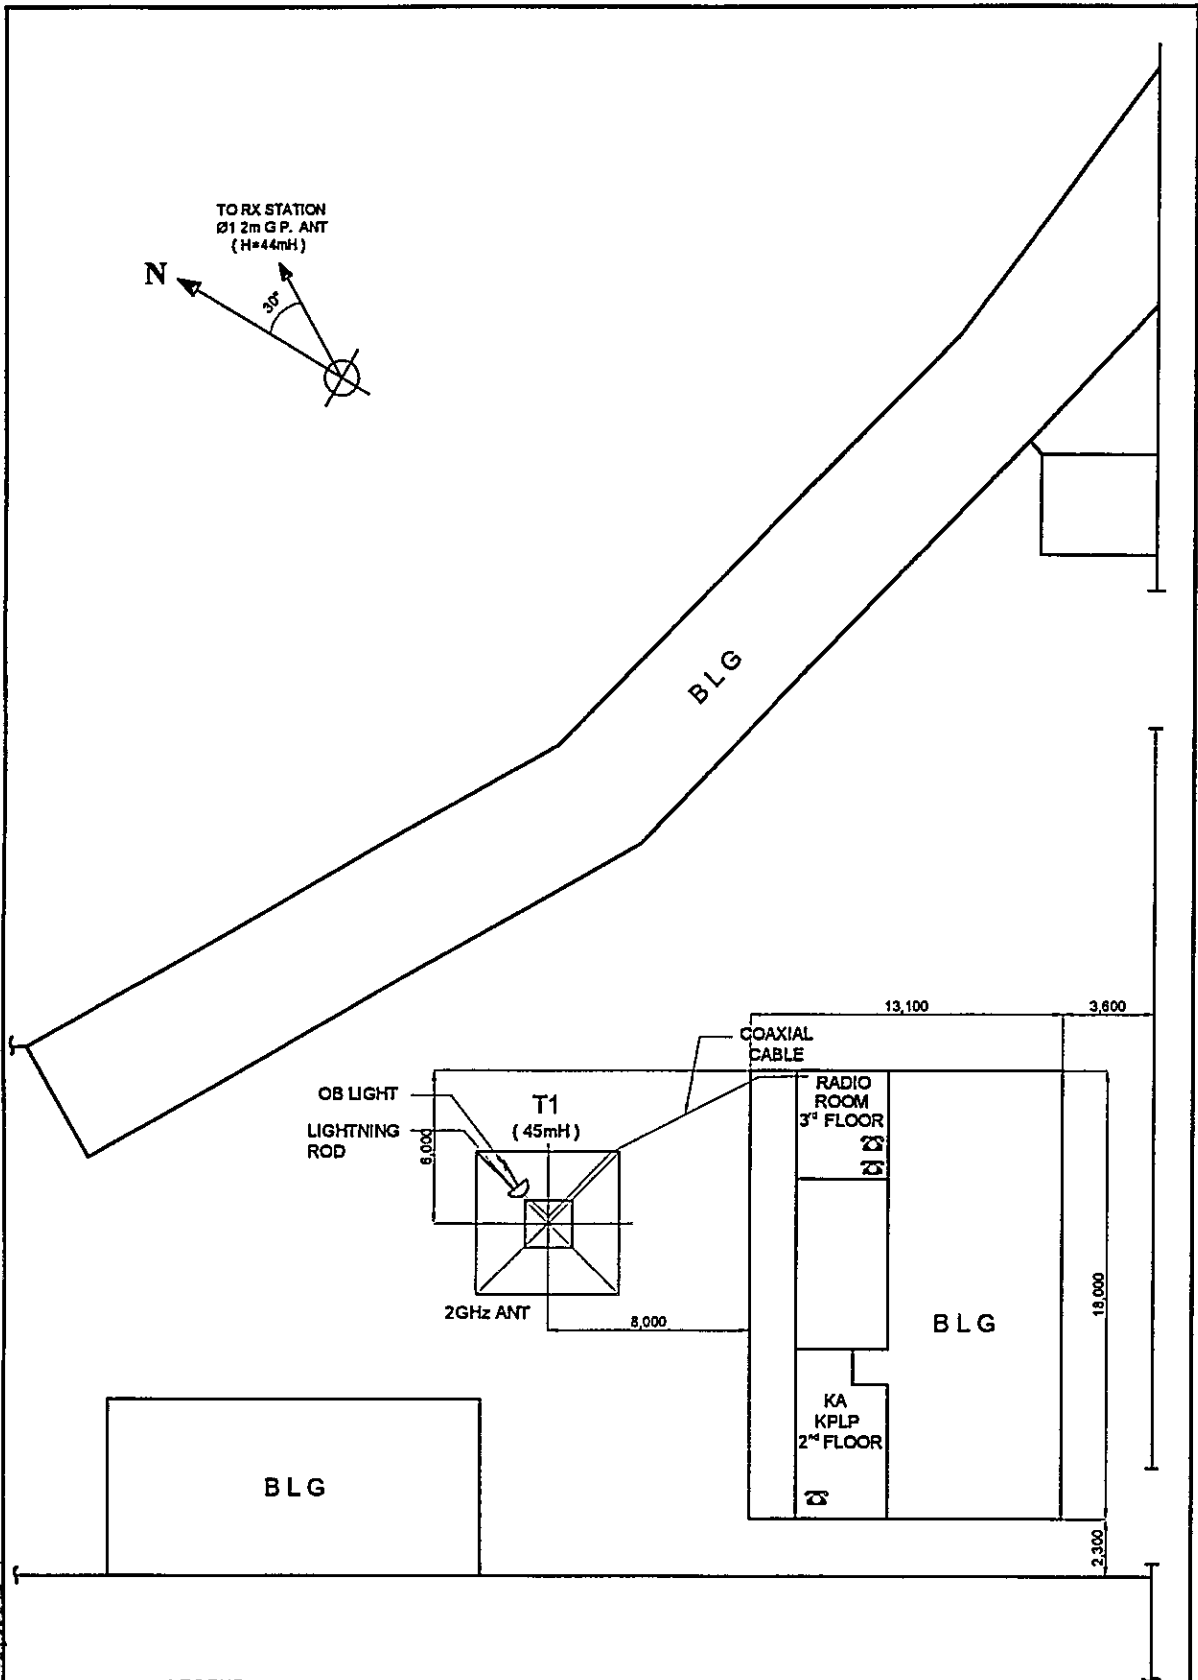 TO RX STATION
Ø1 2m G P. ANT
( H=44mH )
N
30°
BLG
13,100
3,600
COAXIAL
CABLE
OB LIGHT
T1
( 45mH )
LIGHTNING
ROD
6,000
RADIO
ROOM
3rd FLOOR
2GHz ANT
8,000
BLG
18,000
KA
KPLP
2nd FLOOR
BLG
2,300